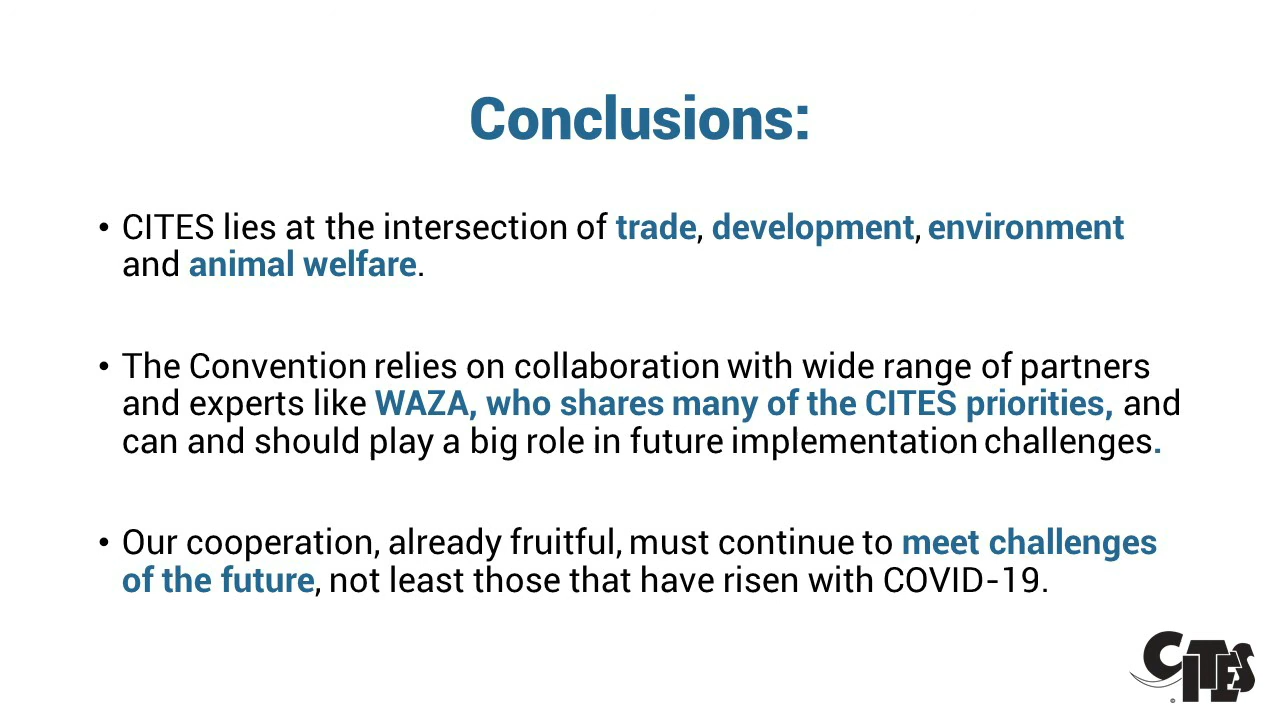 Conclusions:
• CITES lies at the intersection of trade, development, environment
and animal welfare.
• The Convention relies on collaboration with wide range of partners
and experts like WAZA, who shares many of the CITES priorities, and
can and should play a big role in future implementation challenges.
• Our cooperation, already fruitful, must continue to meet challenges
of the future, not least those that have risen with COVID-19.
CITES
®